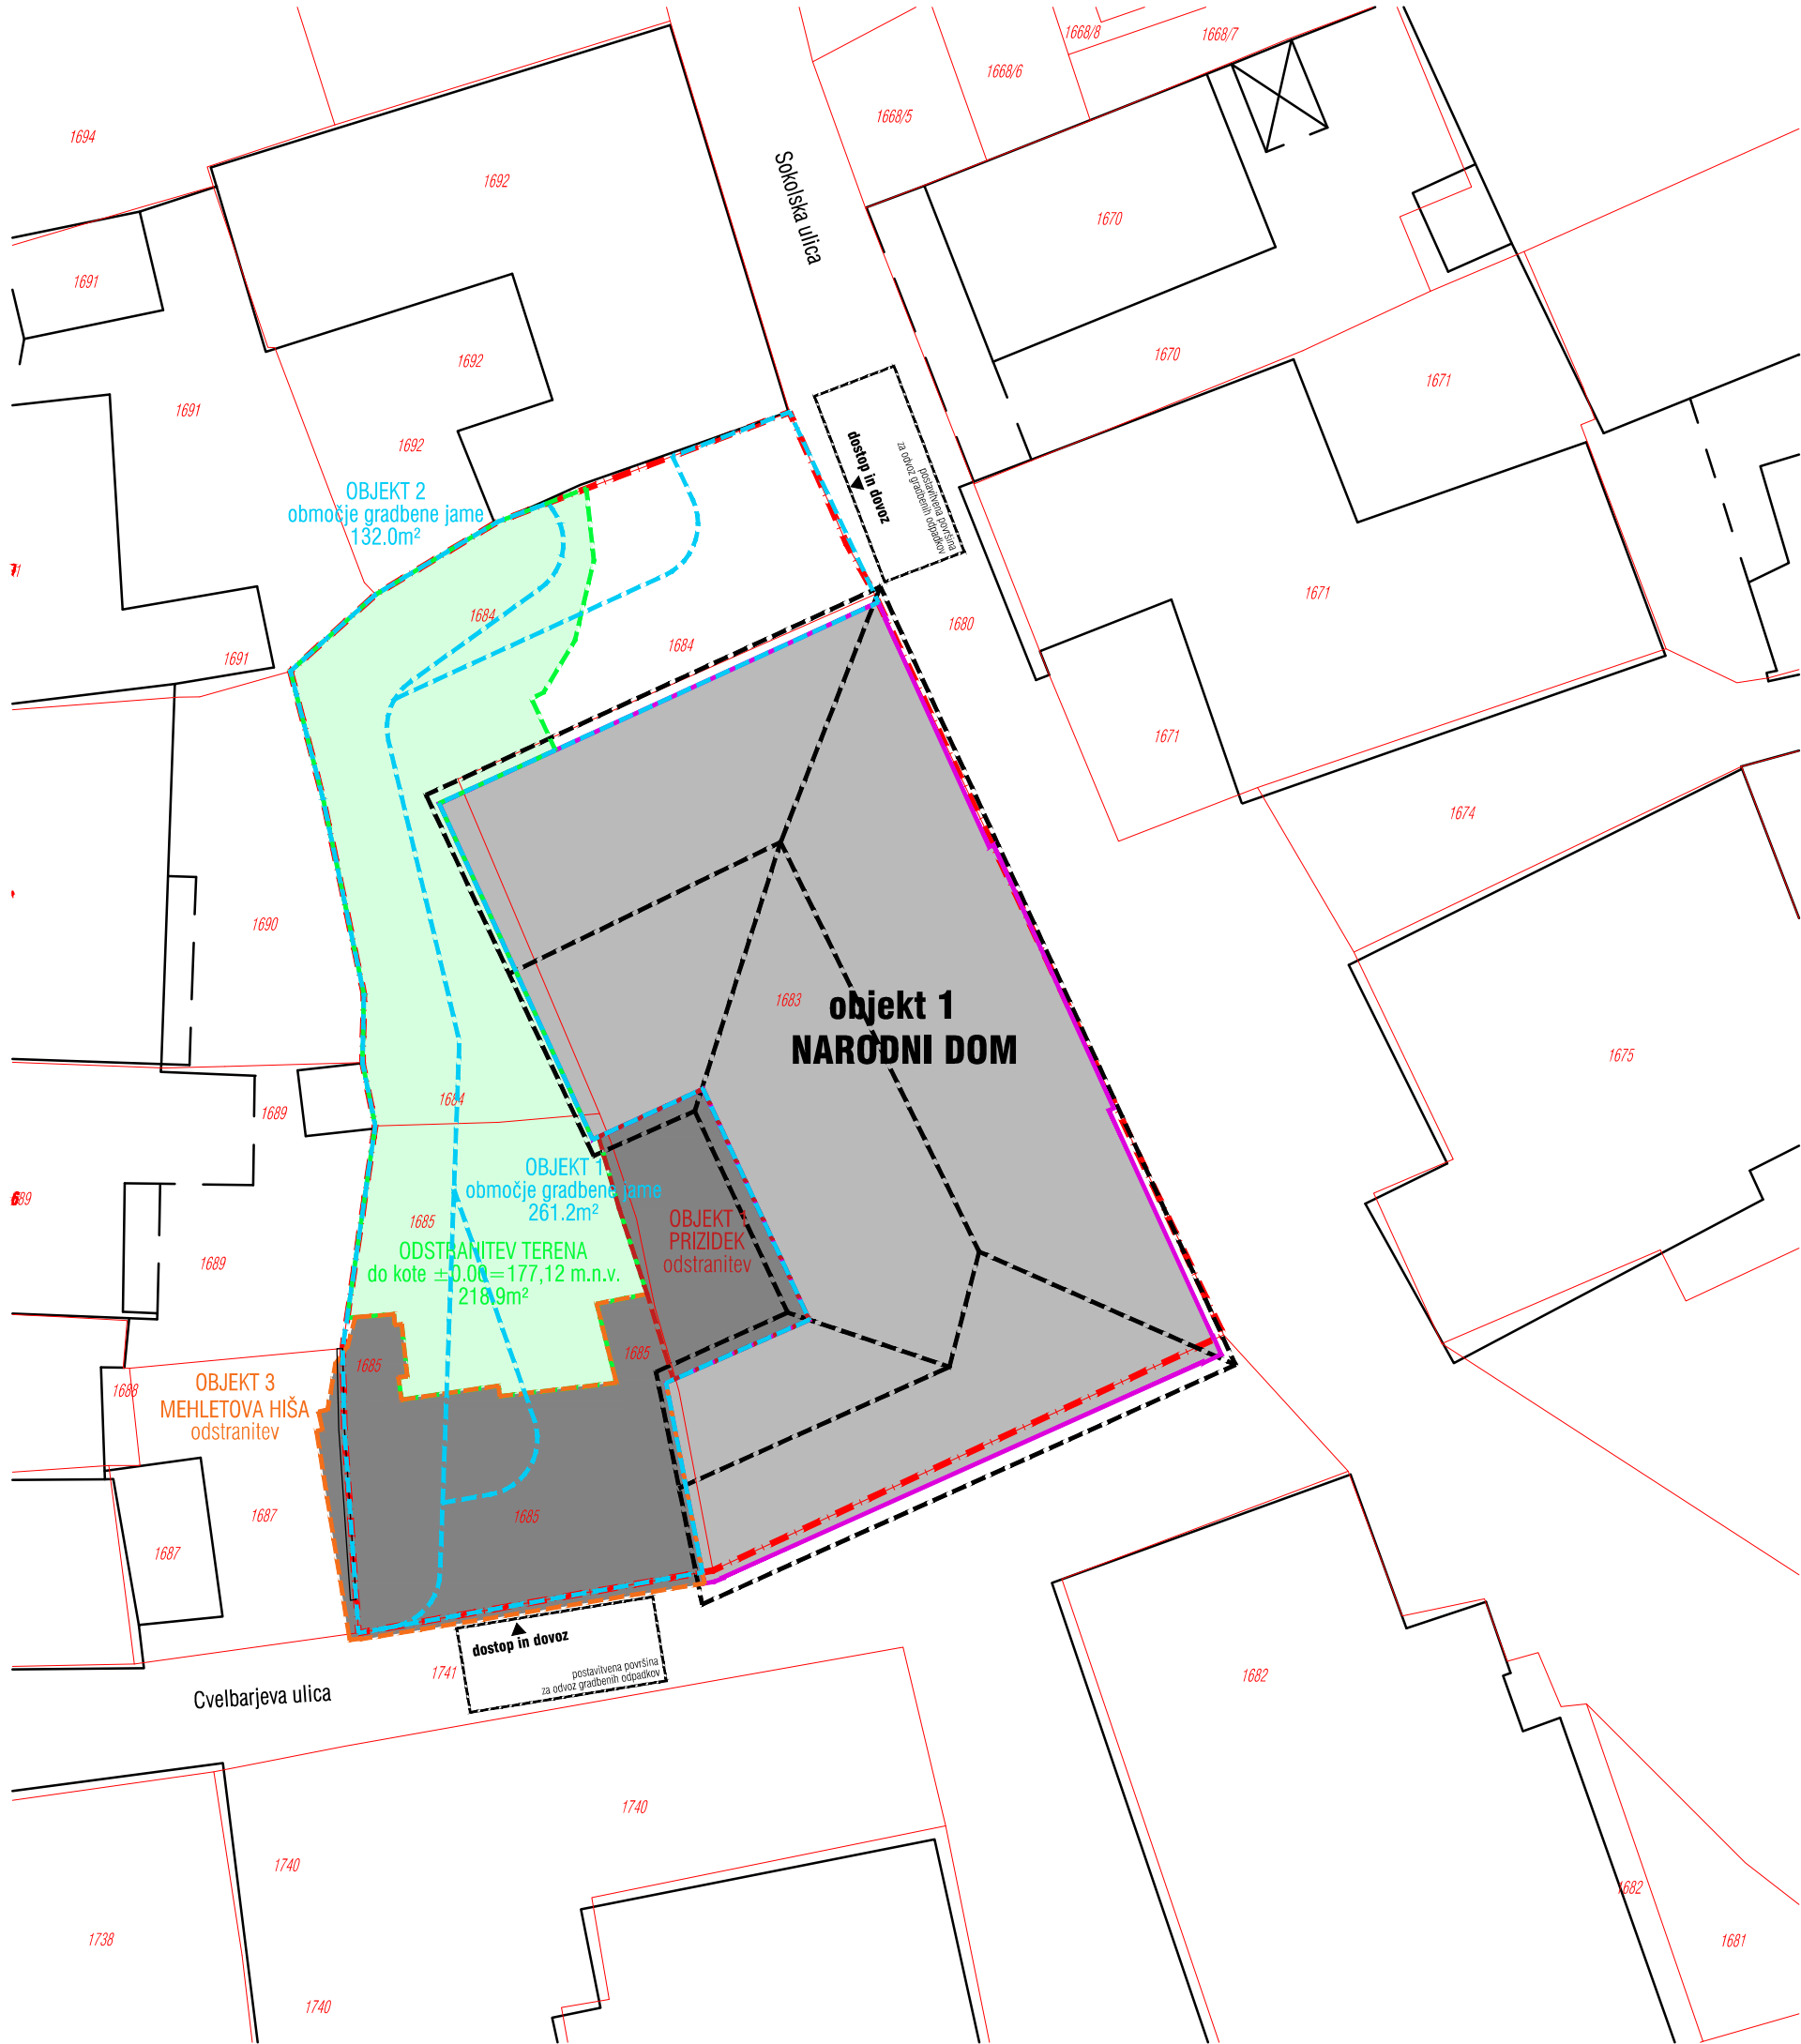 1668/8
1668/7
1668/6
1668/5
1694
1692
Sokolska ulica
1670
1691
1692
1670
1671
1691
1692
dostop in dovoz
postavitvena površina
za odvoz gradbenih odpadkov
OBJEKT 2
območje gradbene jame
132.0m²
1671
1684
1680
1684
1691
1671
1674
1690
1683
objekt 1
NARODNI DOM
1675
1684
1689
OBJEKT 1
območje gradbene jame
261.2m²
1685
OBJEKT
PRIZIDEK
odstranitev
ODSTRANITEV TERENA
do kote ±0.00=177,12 m.n.v.
218.9m²
1689
1685
1685
1688
OBJEKT 3
MEHLETOVA HIŠA
odstranitev
1687
1685
1687
dostop in dovoz
postavitvena površina
za odvoz gradbenih odpadkov
1741
1682
Cvelbarjeva ulica
1740
1740
1682
1738
1681
1740